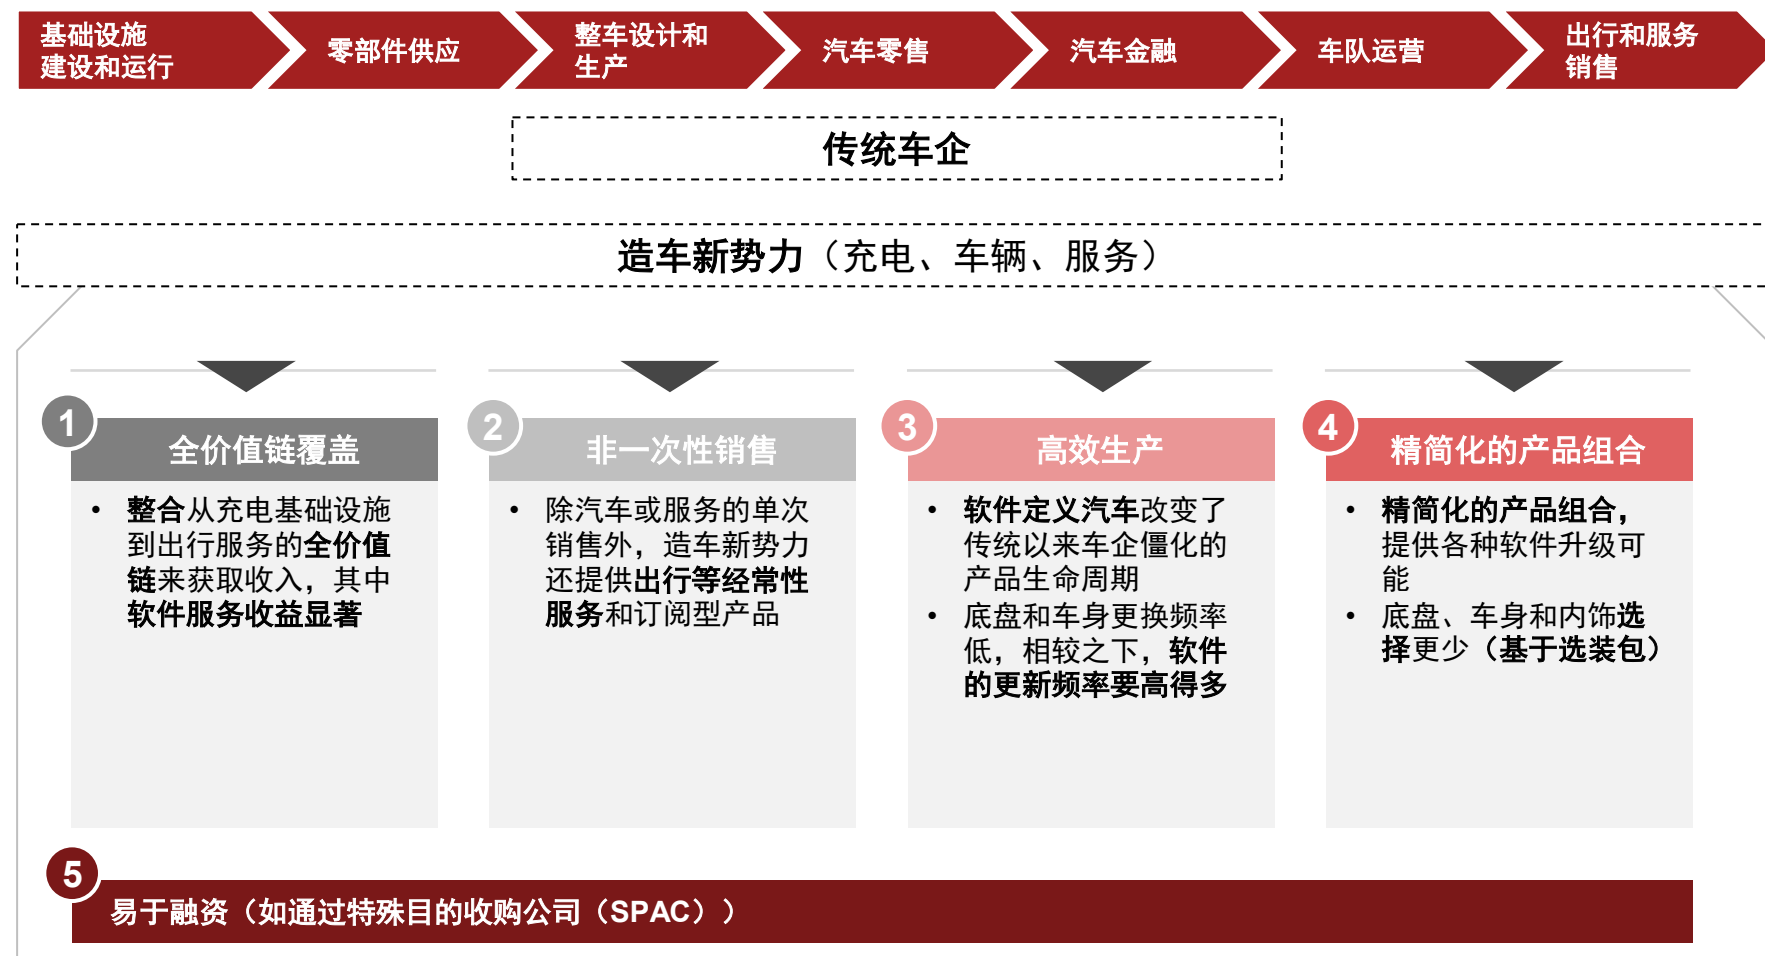 基础设施
建设和运行
零部件供应
整车设计和
生产
汽车零售
汽车金融
车队运营
出行和服务
销售
传统车企
造车新势力（充电、车辆、服务）
1
全价值链覆盖
• 整合从充电基础设施
到出行服务的全价值
链来获取收入，其中
软件服务收益显著
2
非一次性销售
• 除汽车或服务的单次
销售外，造车新势力
还提供出行等经常性
服务和订阅型产品
3
高效生产
• 软件定义汽车改变了
传统以来车企僵化的
产品生命周期
• 底盘和车身更换频率
低，相较之下，软件
的更新频率要高得多
4
精简化的产品组合
• 精简化的产品组合，
提供各种软件升级可
能
• 底盘、车身和内饰选
择更少（基于选装包）
5
易于融资（如通过特殊目的收购公司（SPAC））